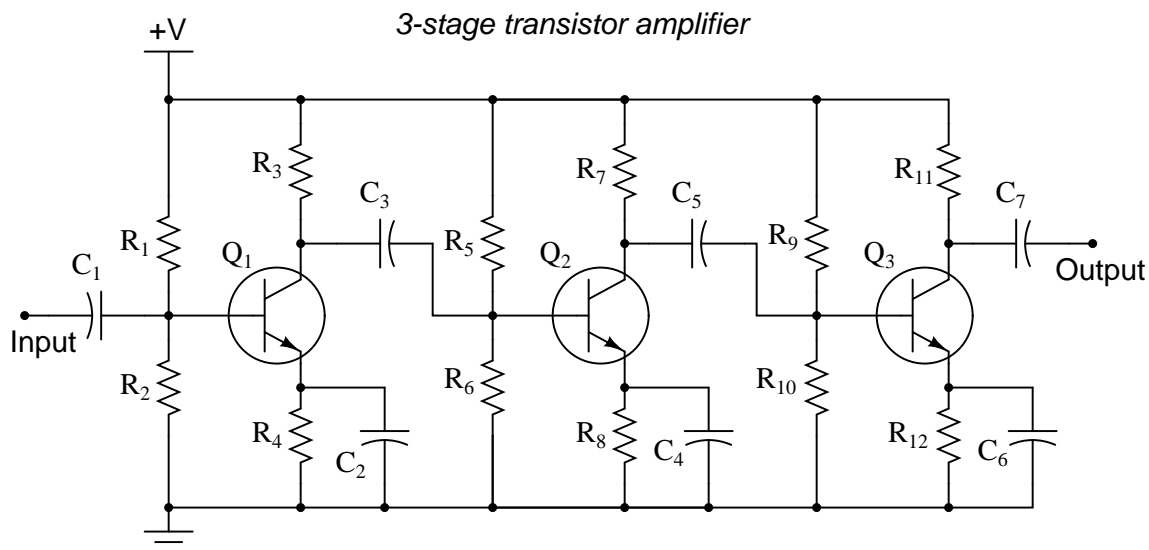 3-stage transistor amplifier
+V
R3
R7
R11
C3
C5
C7
R1
Q1
R5
Q2
R9
Q3
C1
Output
Input
R2
R6
R10
R4
C2
R8
C4
R12
C6